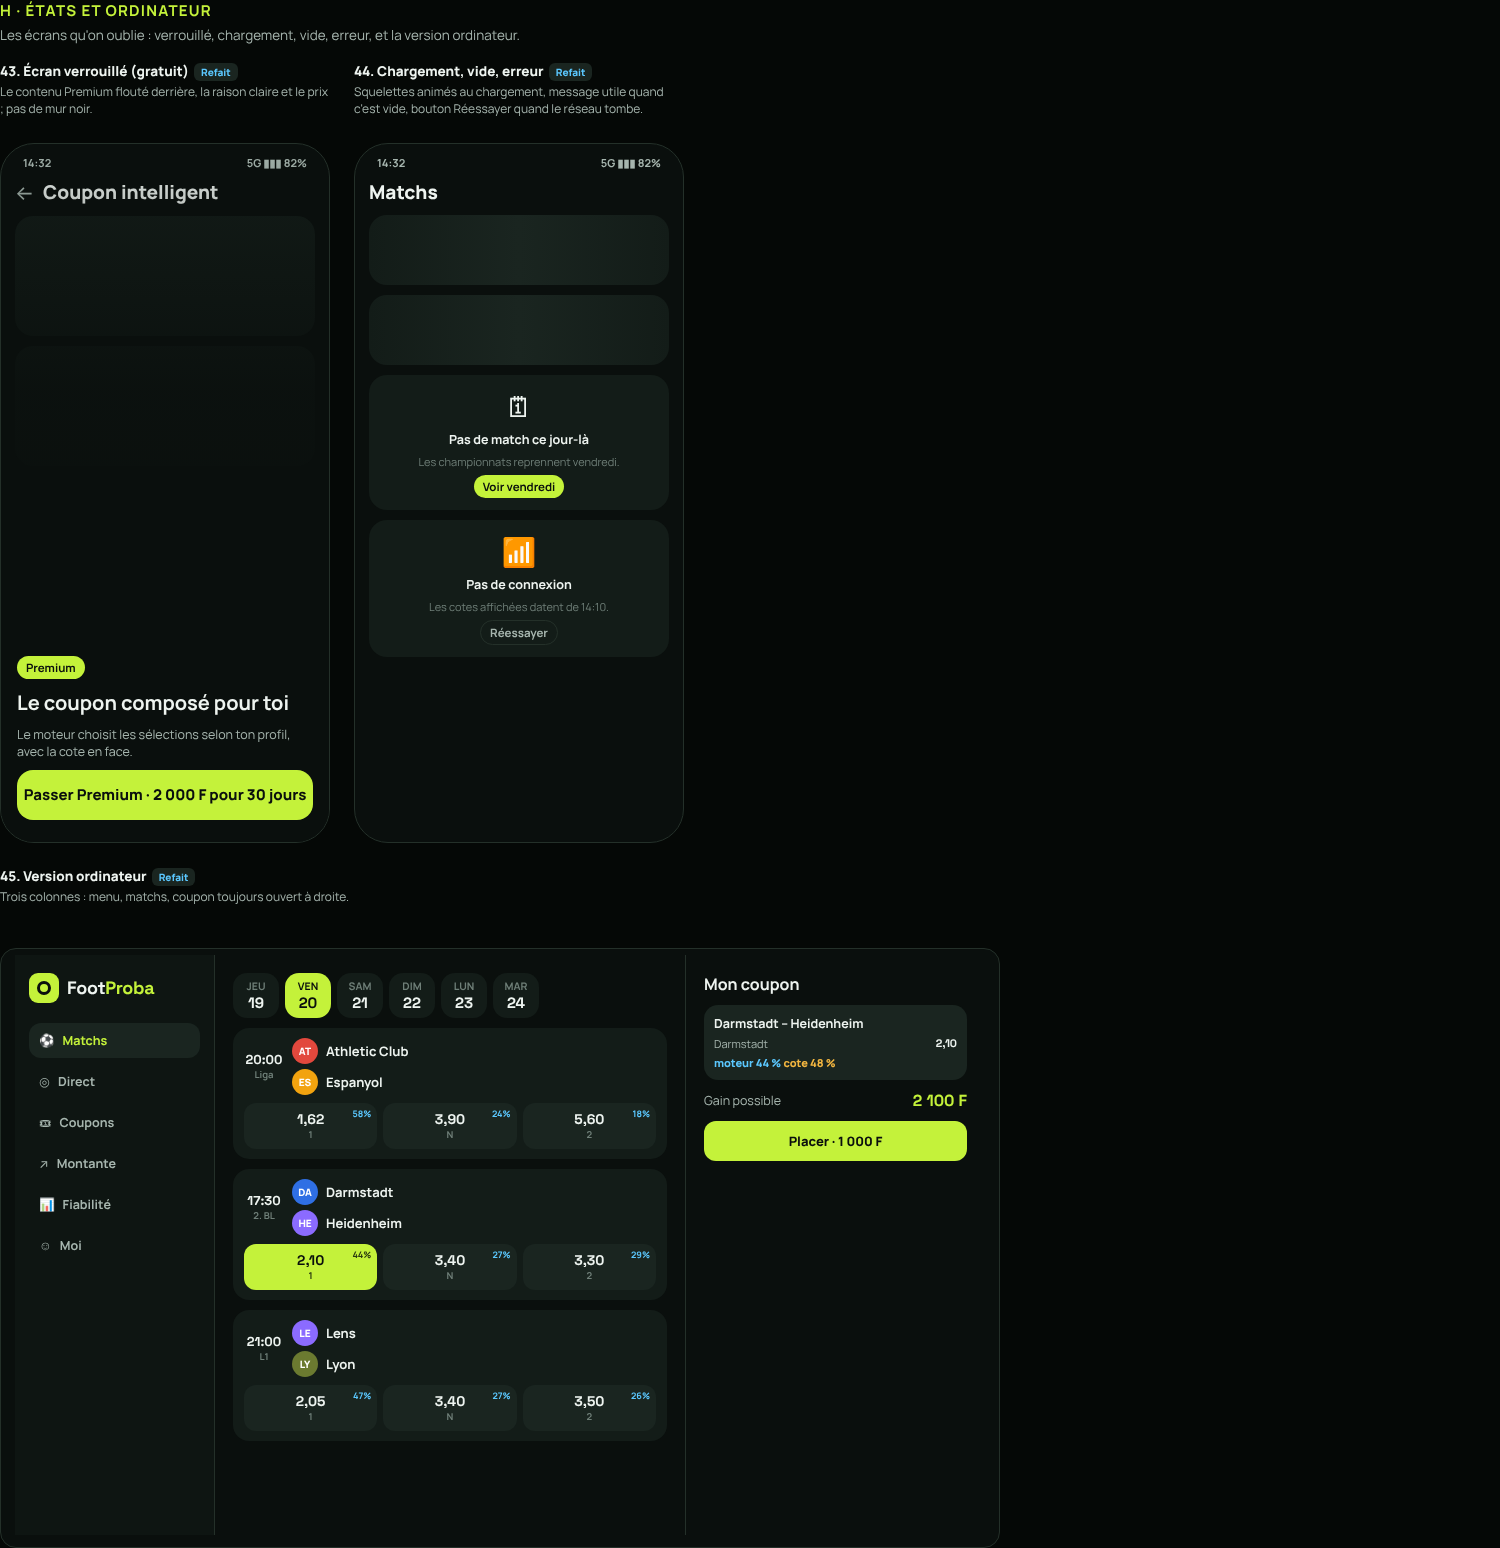 H · ÉTATS ET ORDINATEUR
Les écrans qu'on oublie : verrouillé, chargement, vide, erreur, et la version ordinateur.
43. Écran verrouillé (gratuit) Refait
Le contenu Premium flouté derrière, la raison claire et le prix
; pas de mur noir.
44. Chargement, vide, erreur Refait
Squelettes animés au chargement, message utile quand
c'est vide, bouton Réessayer quand le réseau tombe.
14:32 5G 82%
← Coupon intelligent
Premium
Le coupon composé pour toi
Le moteur choisit les sélections selon ton profil,
avec la cote en face.
Passer Premium · 2 000 F pour 30 jours
14:32 5G 82%
Matchs
Pas de match ce jour-là
Les championnats reprennent vendredi.
Voir vendredi
Pas de connexion
Les cotes affichées datent de 14:10.
Réessayer
45. Version ordinateur Refait
Trois colonnes : menu, matchs, coupon toujours ouvert à droite.
FootProba
Matchs
Direct
Coupons
Montante
Fiabilité
Moi
JEU VEN SAM DIM LUN MAR
19 20 21 22 23 24
20:00 AT Athletic Club
Liga ES Espanyol
1,62 58% 3,90 24% 5,60 18%
1 N 2
17:30 DA Darmstadt
2. BL HE Heidenheim
2,10 44% 3,40 27% 3,30 29%
1 N 2
21:00 LE Lens
L1 LY Lyon
2,05 47% 3,40 27% 3,50 26%
1 N 2
Mon coupon
Darmstadt – Heidenheim
Darmstadt 2,10
moteur 44 % cote 48 %
Gain possible 2 100 F
Placer · 1 000 F